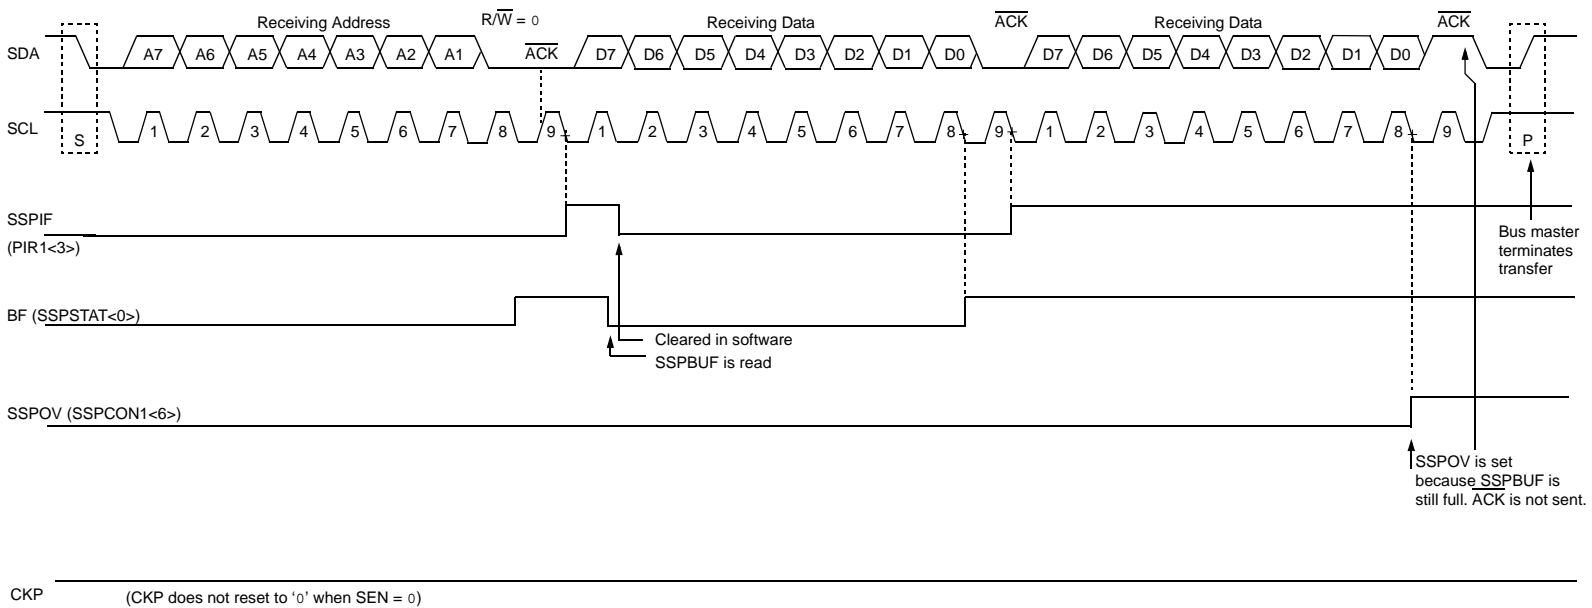 Receiving Address R/W = 0 Receiving Data ACK Receiving Data ACK
SDA A7 A6 A5 A4 A3 A2 A1 ACK D7 D6 D5 D4 D3 D2 D1 D0 D7 D6 D5 D4 D3 D2 D1 D0
SCL S 1 2 3 4 5 6 7 8 9 1 2 3 4 5 6 7 8 9 1 2 3 4 5 6 7 8 9 P
SSPIF
(PIR1<3>)
Bus master
terminates
transfer
BF (SSPSTAT<0>)
Cleared in software
SSPBUF is read
SSPOV (SSPCON1<6>)
SSPOV is set
because SSPBUF is
still full. ACK is not sent.
CKP (CKP does not reset to ‘0’ when SEN = 0)